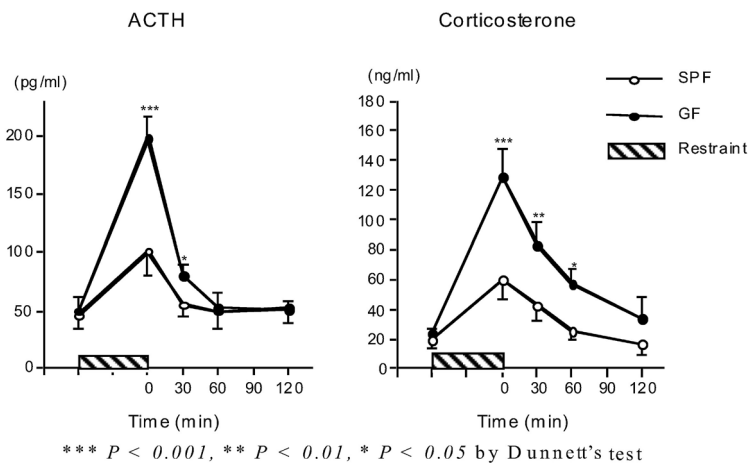 ACTH
Corticosterone
(pg/ml)
(ng/ml)
200
150
100
50
0
***
*
0 30 60 90 120
Time (min)
180
160
140
120
100
80
60
40
20
0
***
**
*
0 30 60 90 120
Time (min)
SPF
GF
Restraint
*** P < 0.001, ** P < 0.01, * P < 0.05 by Dunnett's test